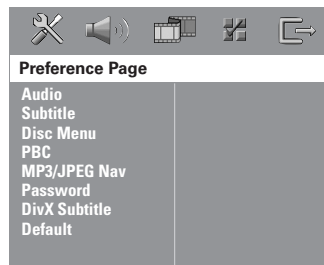 Preference Page
Audio
Subtitle
Disc Menu
PBC
MP3/JPEG Nav
Password
DivX Subtitle
Default